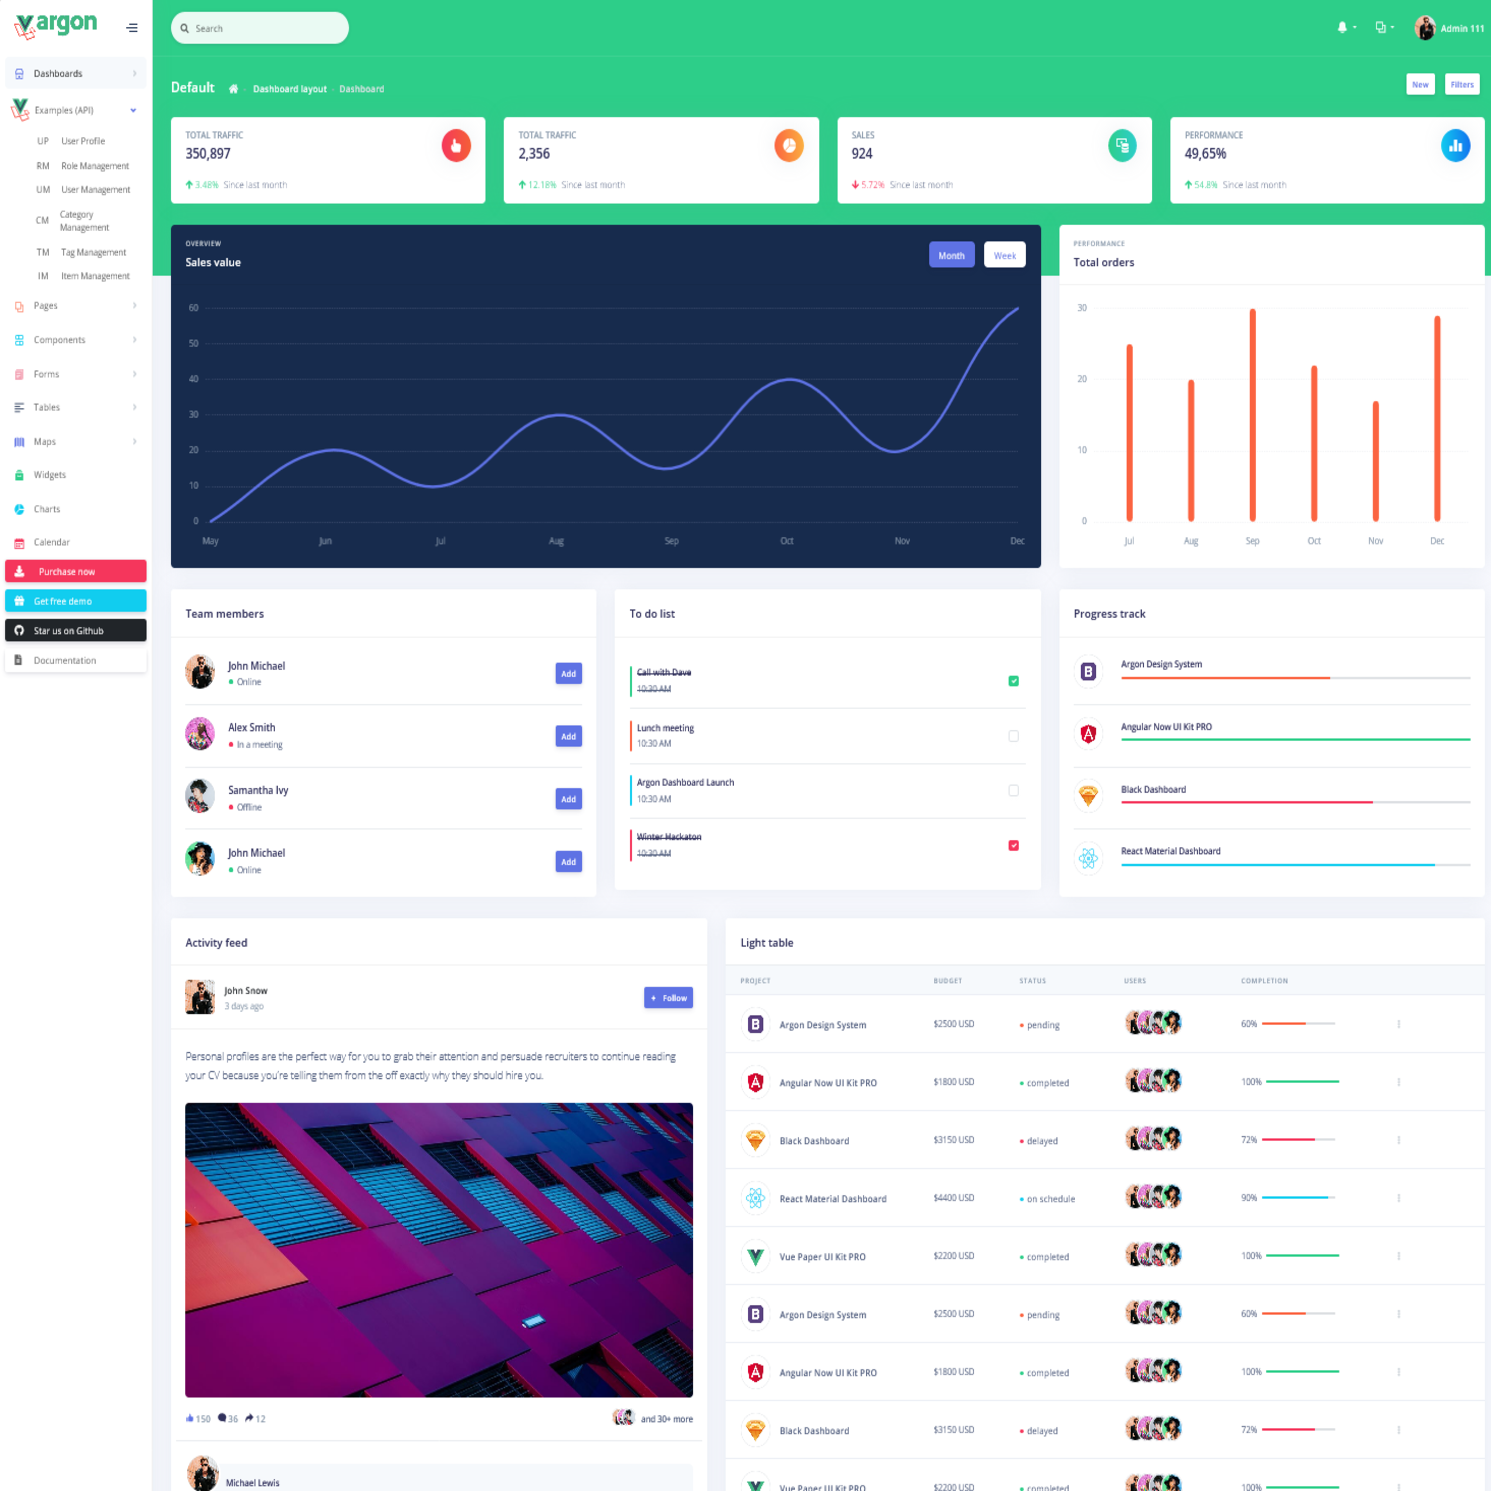 argon
Search
Admin 111
Dashboards
Examples (API)
UP User Profile
RM Role Management
UM User Management
CM Category
Management
TM Tag Management
IM Item Management
Pages
Components
Forms
Tables
Maps
Widgets
Charts
Calendar
Purchase now
Get free demo
Star us on Github
Documentation
Default
Dashboard layout - Dashboard
New
Filters
TOTAL TRAFFIC
350,897
3.48% Since last month
TOTAL TRAFFIC
2,356
12.18% Since last month
SALES
924
5.72% Since last month
PERFORMANCE
49,65%
54.8% Since last month
OVERVIEW
Sales value
Month
Week
60
50
40
30
20
10
0
May Jun Jul Aug Sep Oct Nov Dec
PERFORMANCE
Total orders
30
20
10
0
Jul Aug Sep Oct Nov Dec
Team members
John Michael
Online
Add
Alex Smith
In a meeting
Add
Samantha Ivy
Offline
Add
John Michael
Online
Add
To do list
Call with Dave
10:30 AM
Lunch meeting
10:30 AM
Argon Dashboard Launch
10:30 AM
Winter Hackaton
10:30 AM
Progress track
B
Argon Design System
A
Angular Now UI Kit PRO
Black Dashboard
React Material Dashboard
Activity feed
John Snow
3 days ago
+ Follow
Personal profiles are the perfect way for you to grab their attention and persuade recruiters to continue reading
your CV because you're telling them from the off exactly why they should hire you.
150 36 12
and 30+ more
Michael Lewis
Light table
PROJECT BUDGET STATUS USERS COMPLETION
B Argon Design System $2500 USD pending 60%
A Angular Now UI Kit PRO $1800 USD completed 100%
Black Dashboard $3150 USD delayed 72%
React Material Dashboard $4400 USD on schedule 90%
Vue Paper UI Kit PRO $2200 USD completed 100%
B Argon Design System $2500 USD pending 60%
A Angular Now UI Kit PRO $1800 USD completed 100%
Black Dashboard $3150 USD delayed 72%
Vue Paper UI Kit PRO $2200 USD completed 100%